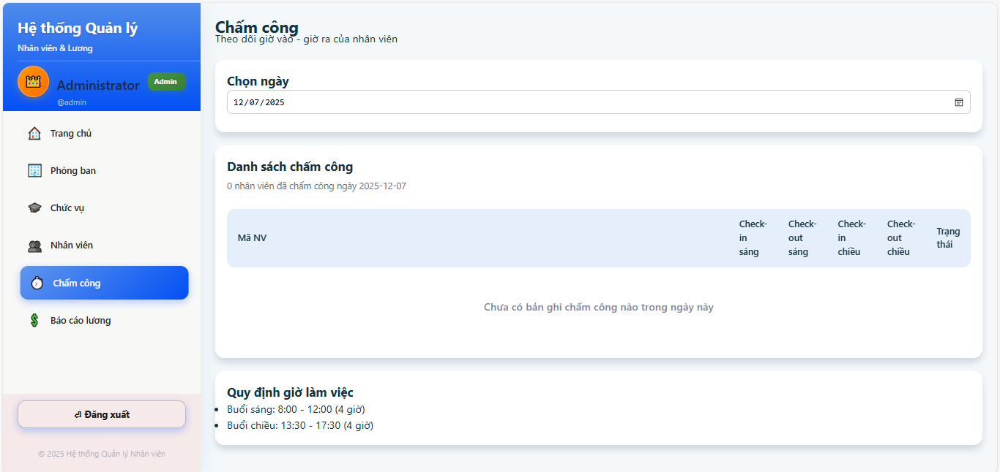 Hệ thống Quản lý
Nhân viên & Lương
Administrator
Admin
@admin
Trang chủ
Phòng ban
Chức vụ
Nhân viên
Chấm công
Báo cáo lương
Đăng xuất
© 2025 Hệ thống Quản lý Nhân viên
Chấm công
Theo dõi giờ vào - giờ ra của nhân viên
Chọn ngày
12/07/2025
Danh sách chấm công
0 nhân viên đã chấm công ngày 2025-12-07
Mã NV
Check-
in
sáng
Check-
out
sáng
Check-
in
chiều
Check-
out
chiều
Trạng
thái
Chưa có bản ghi chấm công nào trong ngày này
Quy định giờ làm việc
• Buổi sáng: 8:00 - 12:00 (4 giờ)
• Buổi chiều: 13:30 - 17:30 (4 giờ)